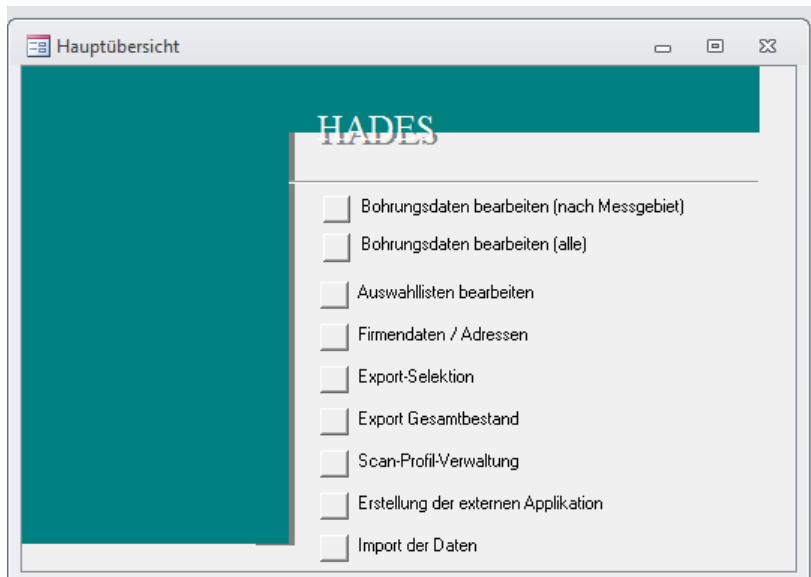 Hauptübersicht
HADES
Bohrungsdaten bearbeiten (nach Messgebiet)
Bohrungsdaten bearbeiten (alle)
Auswahllisten bearbeiten
Firmendaten / Adressen
Export-Selektion
Export Gesamtbestand
Scan-Profil-Verwaltung
Erstellung der externen Applikation
Import der Daten